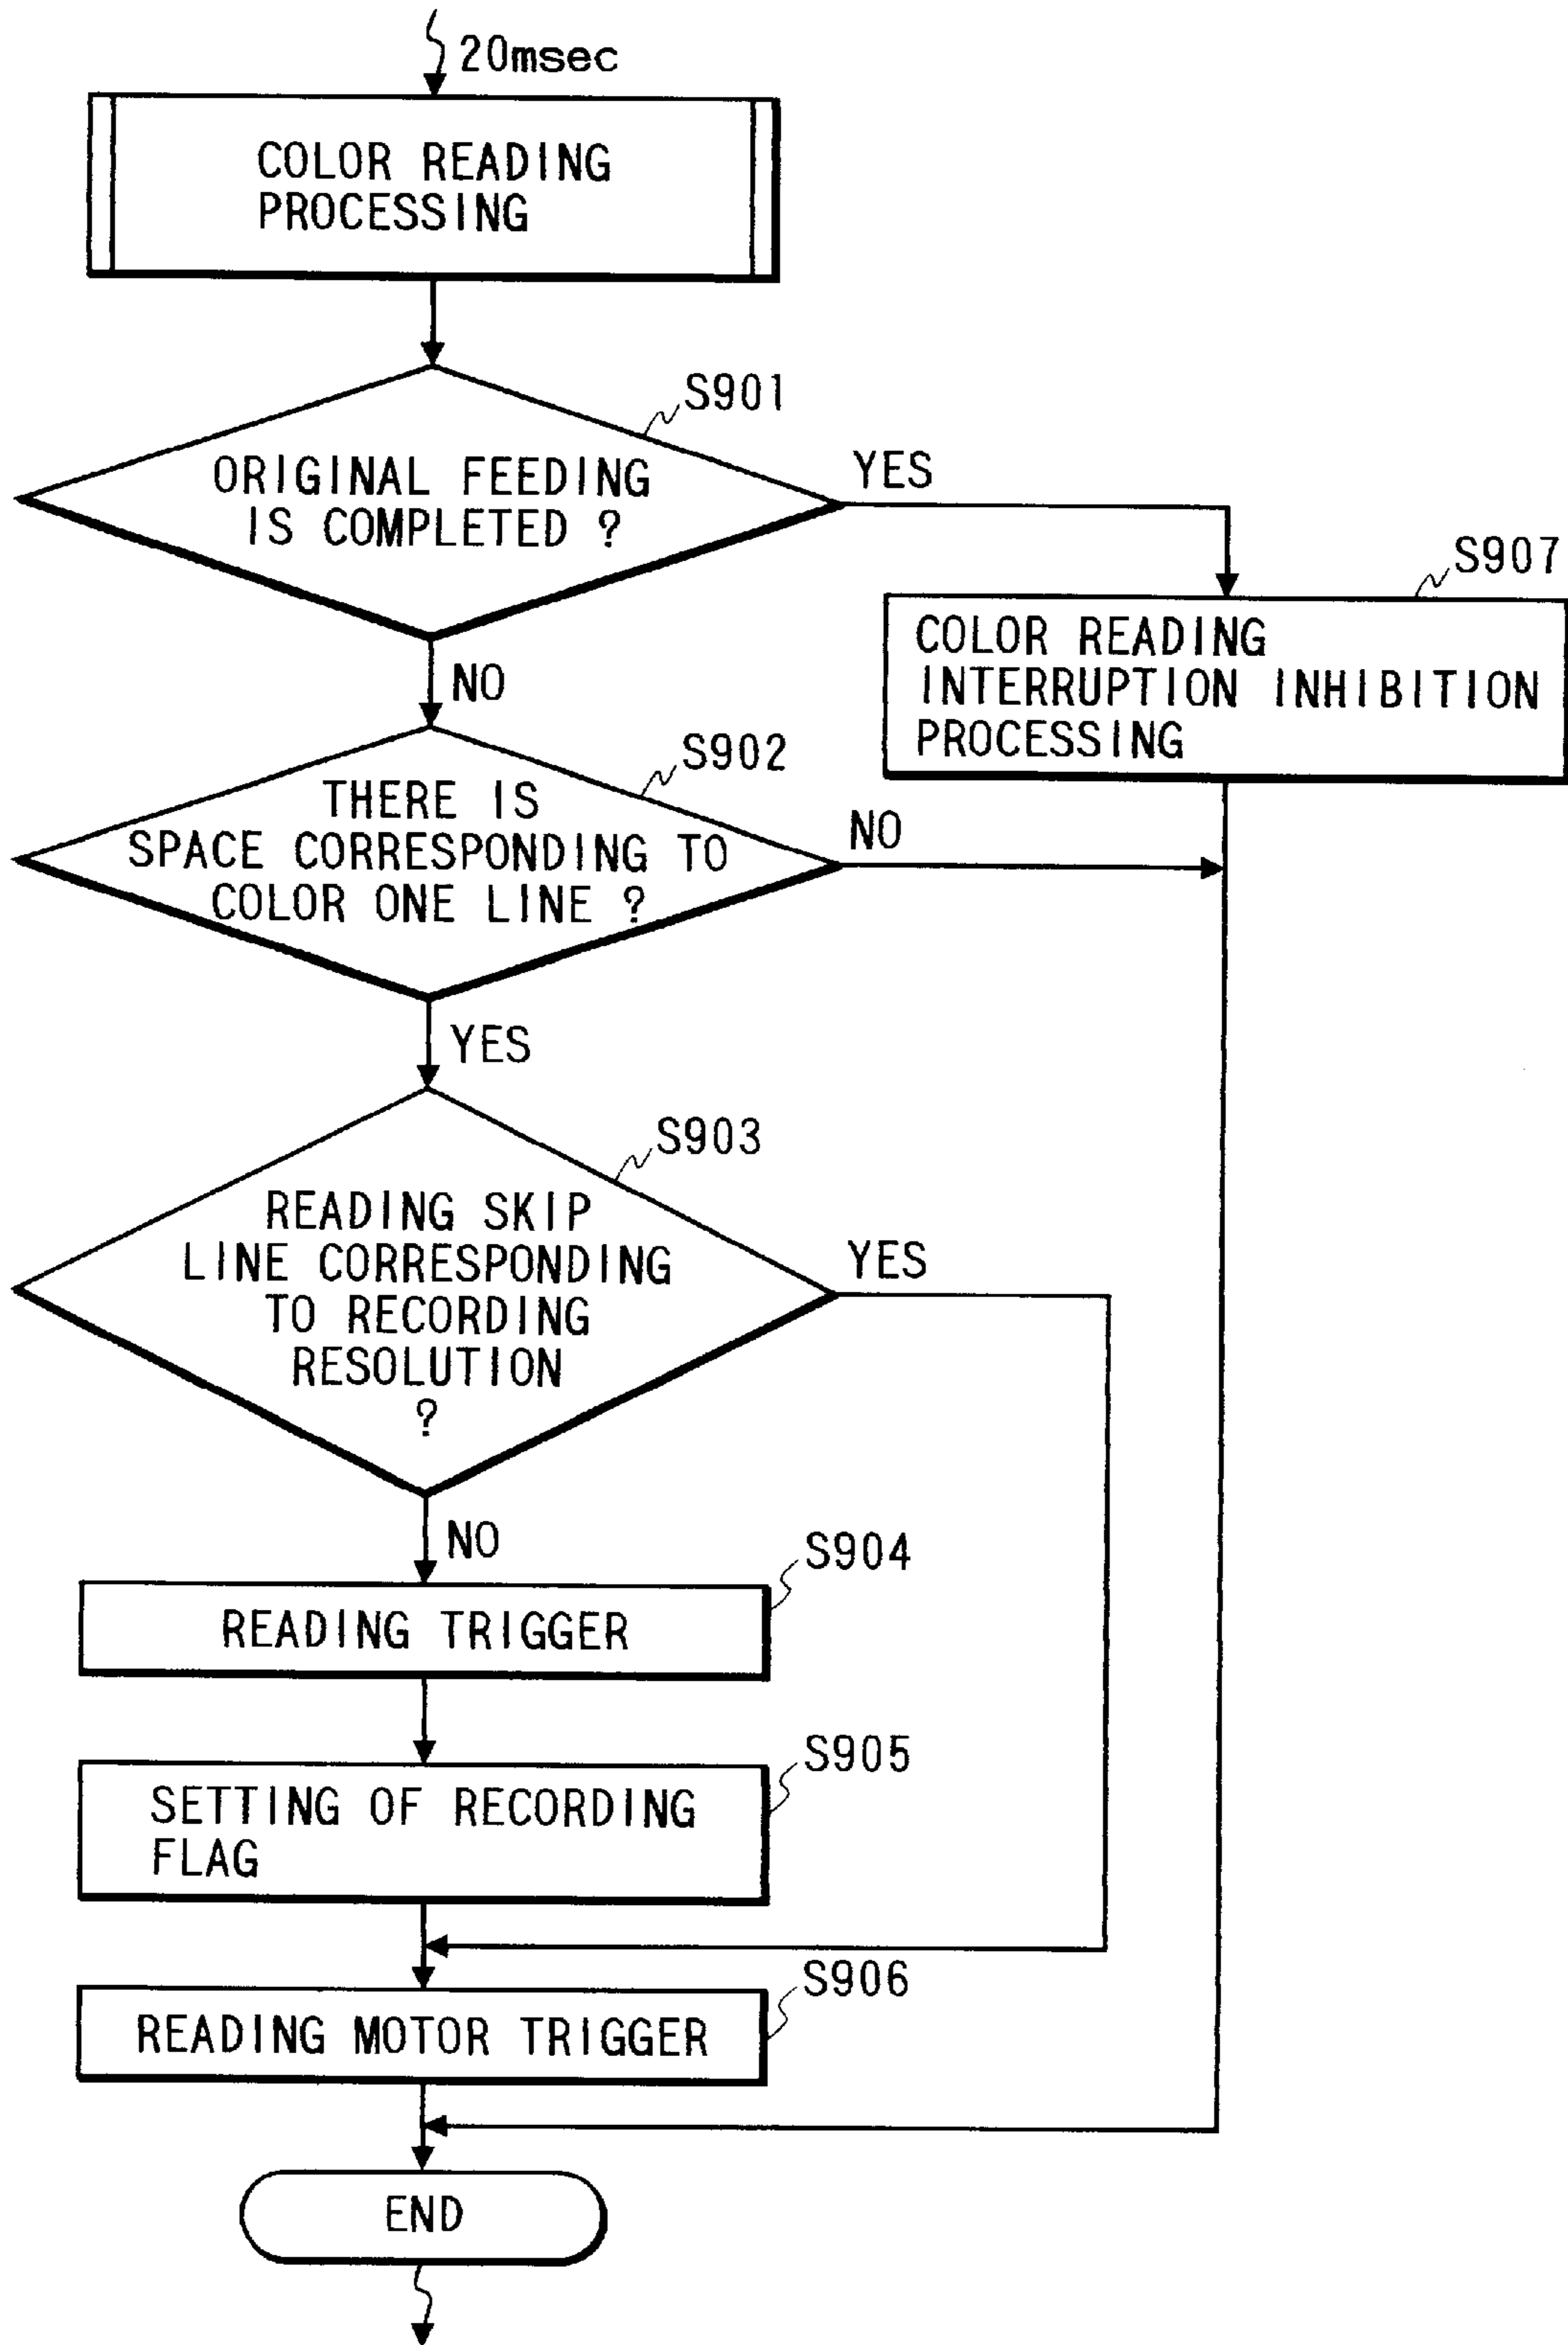 20msec
COLOR READING
PROCESSING
S901
ORIGINAL FEEDING
IS COMPLETED ?
YES
NO
S907
COLOR READING
INTERRUPTION INHIBITION
PROCESSING
S902
THERE IS
SPACE CORRESPONDING TO
COLOR ONE LINE ?
NO
YES
S903
READING SKIP
LINE CORRESPONDING
TO RECORDING
RESOLUTION
?
YES
NO
S904
READING TRIGGER
S905
SETTING OF RECORDING
FLAG
S906
READING MOTOR TRIGGER
END